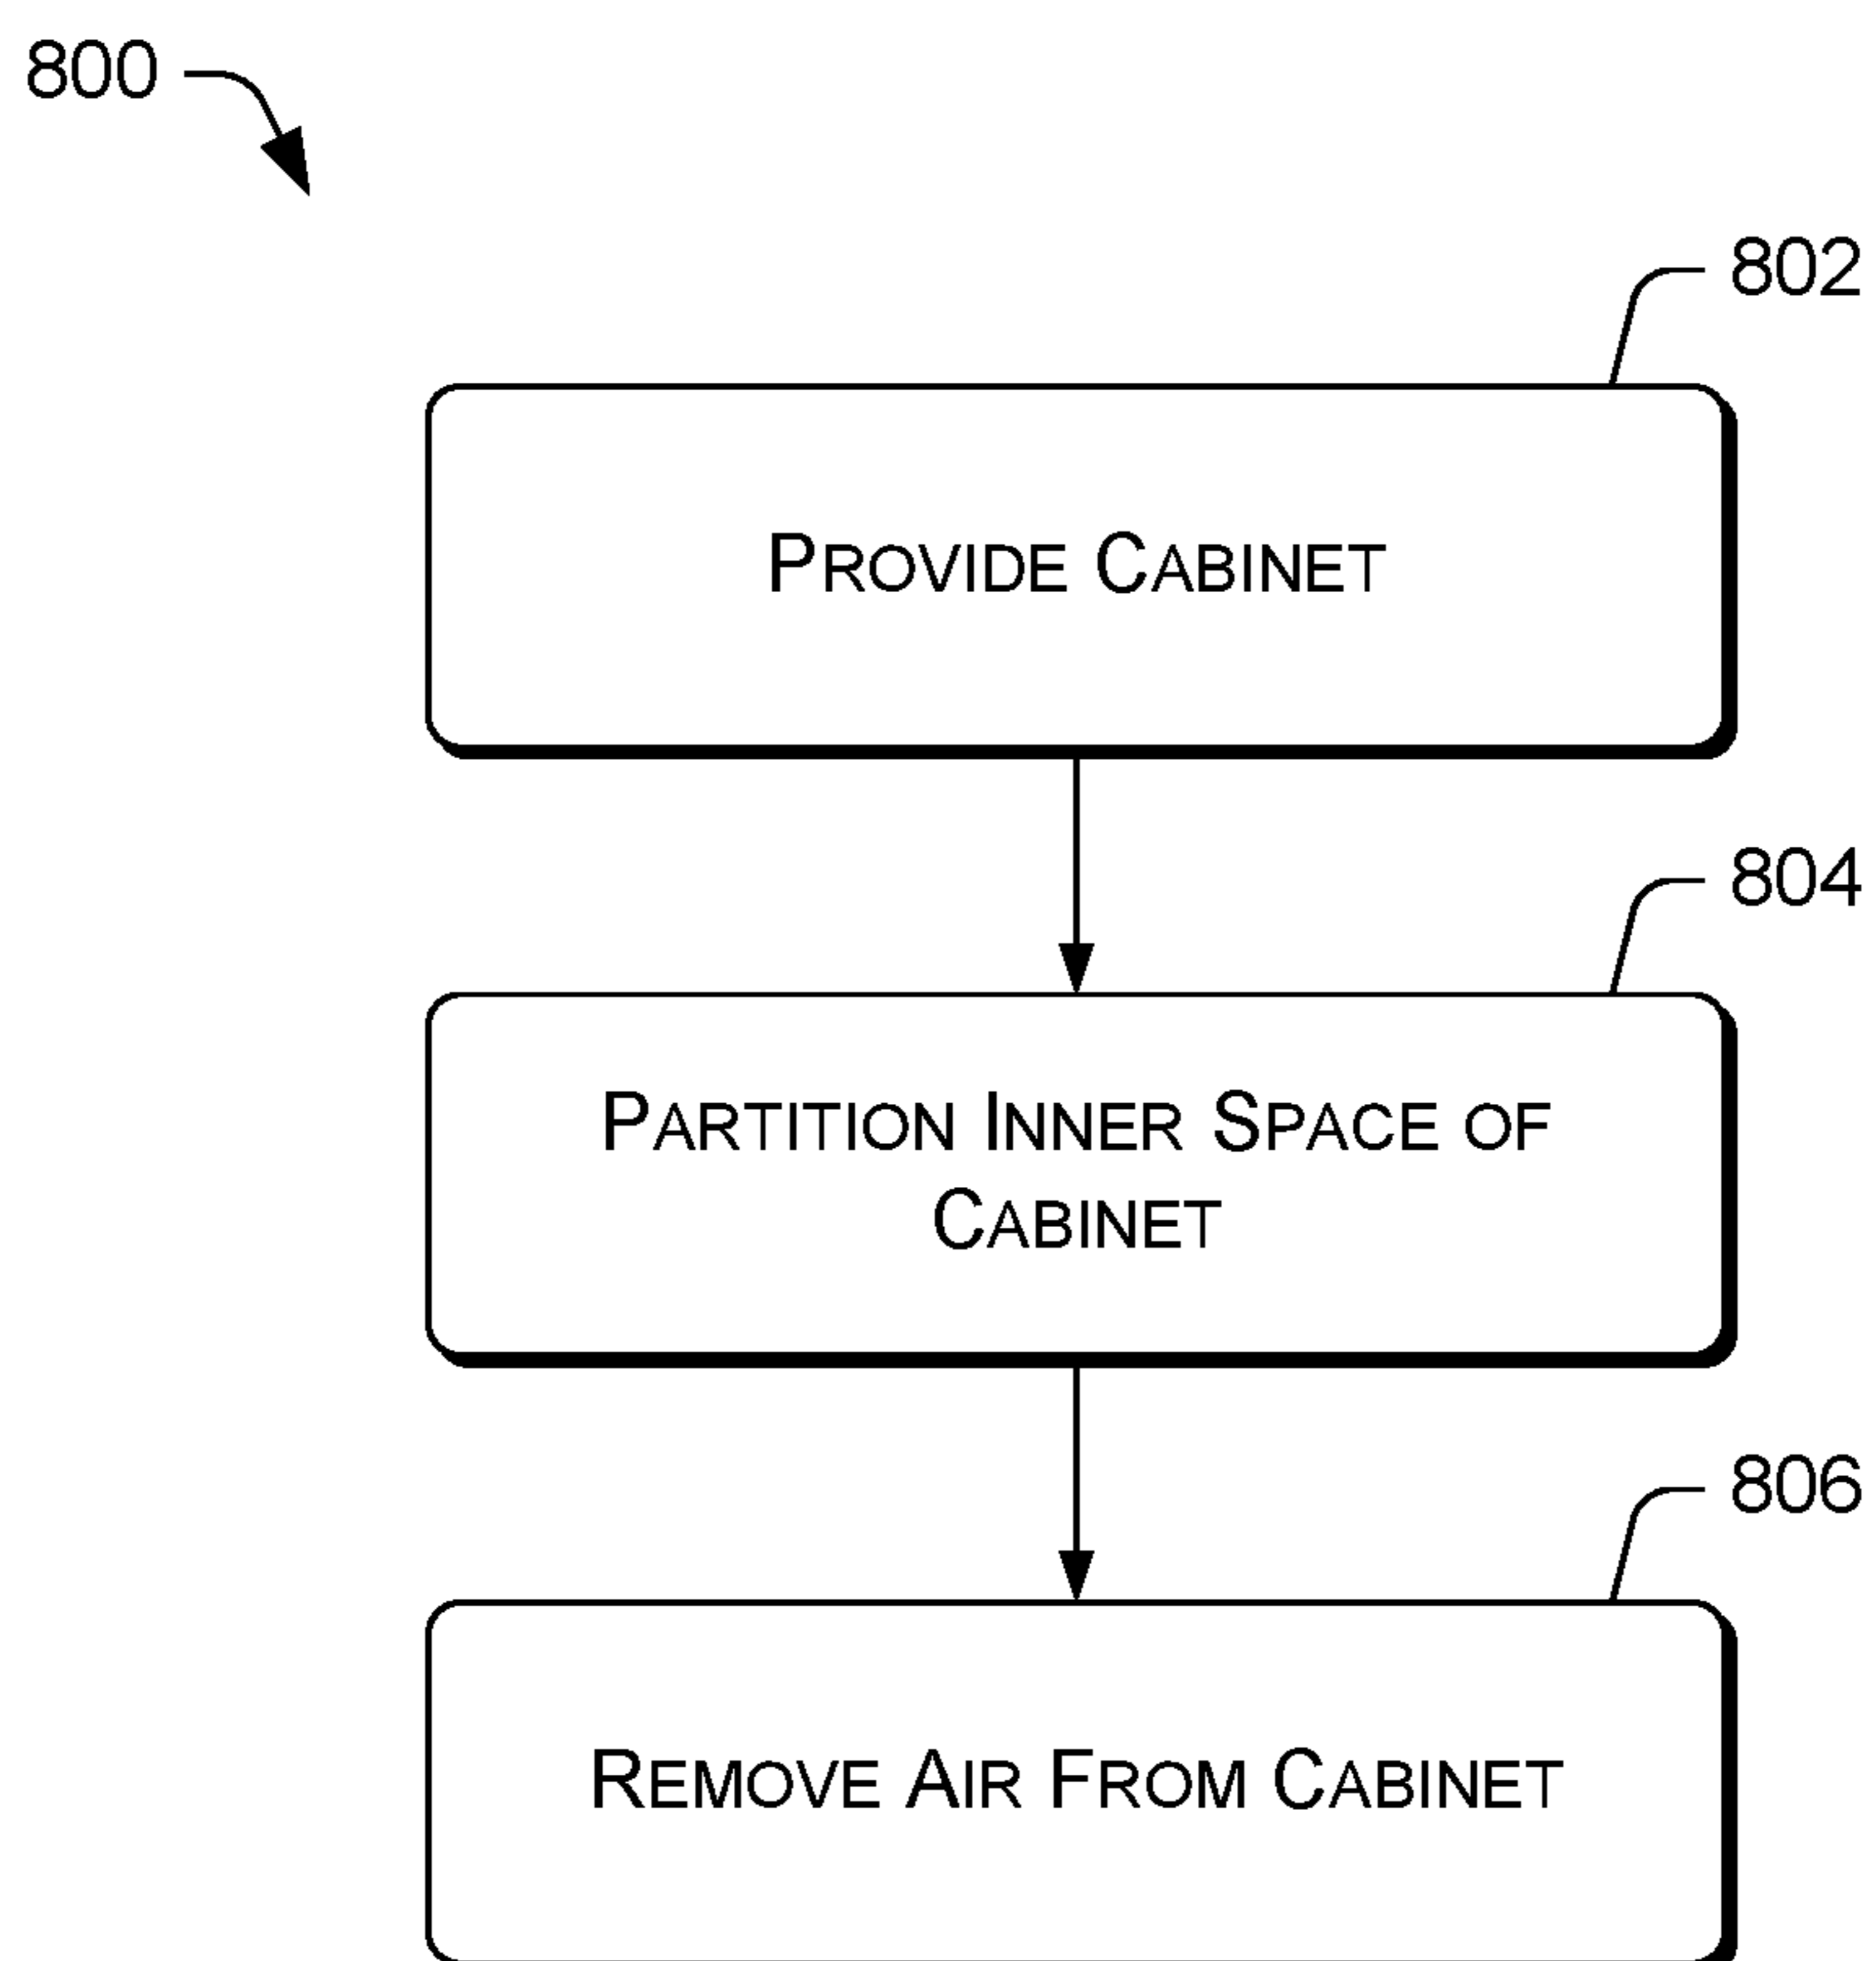 800
802
Provide Cabinet
804
Partition Inner Space of
Cabinet
806
Remove Air From Cabinet